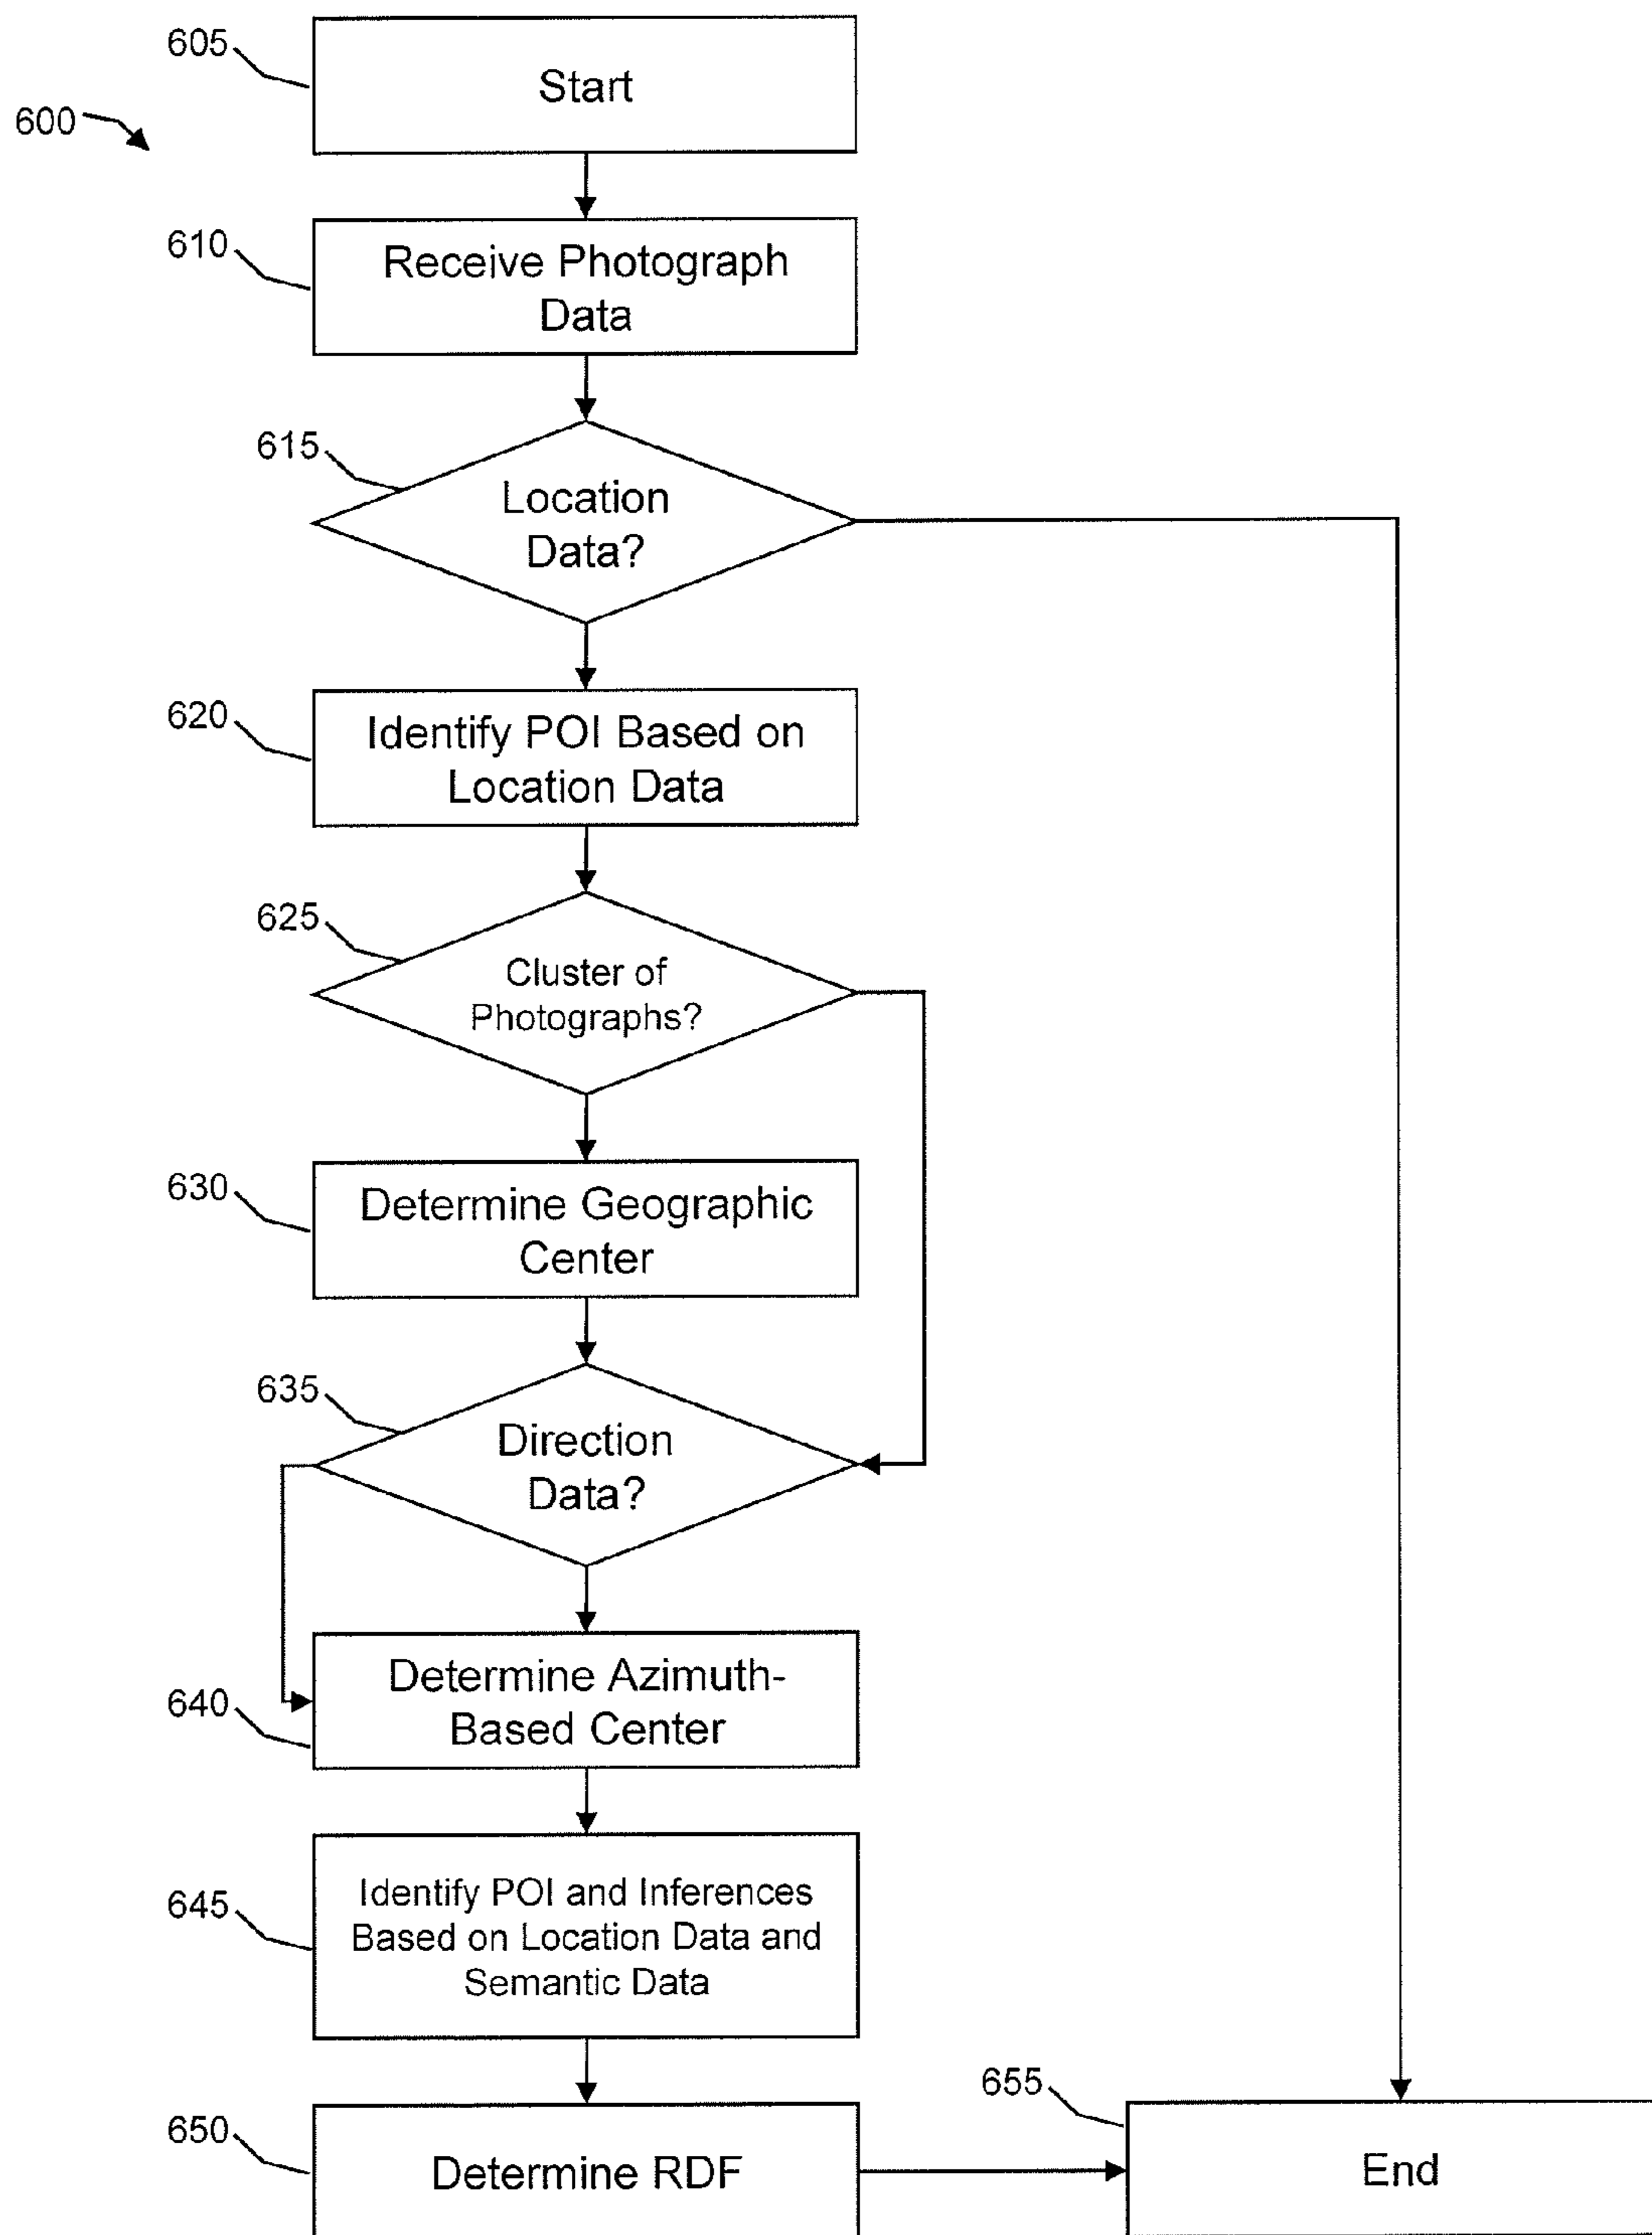 605
Start
600
610
Receive Photograph
Data
615
Location
Data?
620
Identify POI Based on
Location Data
625
Cluster of
Photographs?
630
Determine Geographic
Center
635
Direction
Data?
Determine Azimuth-
Based Center
640
Identify POI and Inferences
Based on Location Data and
Semantic Data
645
650
Determine RDF
655
End